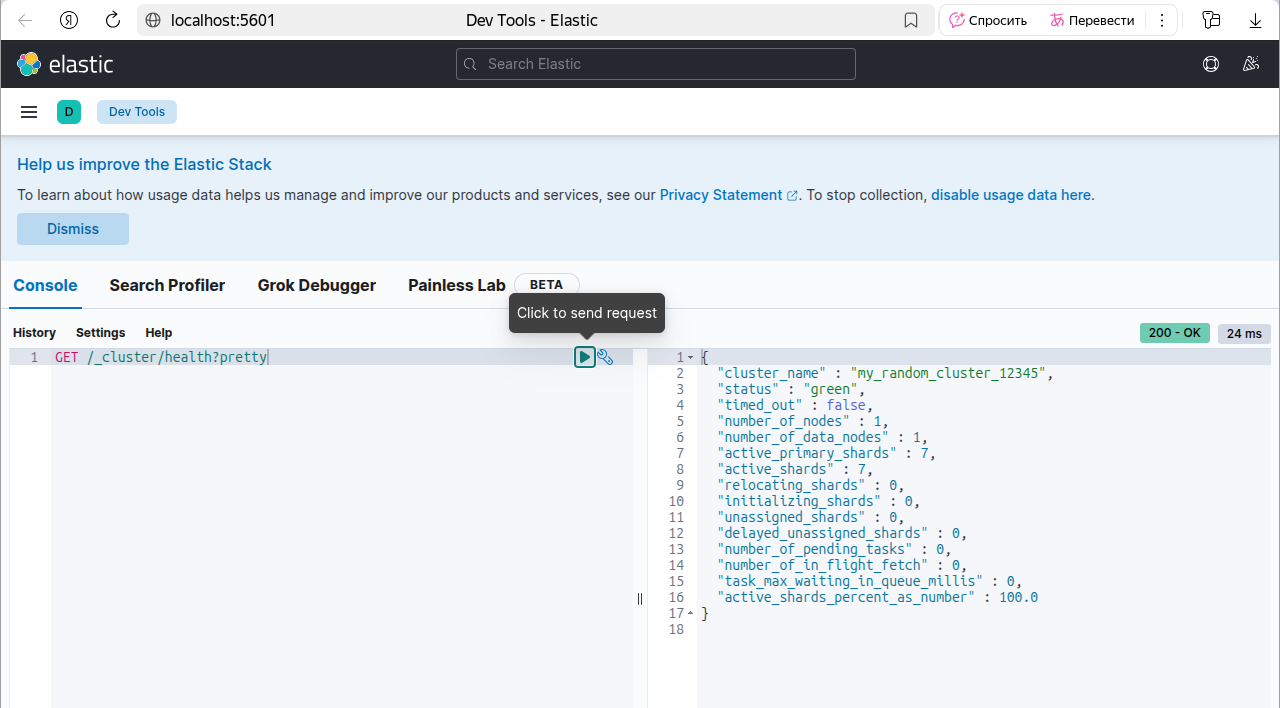 localhost:5601 Dev Tools - Elastic Спросить Перевести
elastic Search Elastic
D Dev Tools
Help us improve the Elastic Stack
To learn about how usage data helps us manage and improve our products and services, see our Privacy Statement. To stop collection, disable usage data here.
Dismiss
Console Search Profiler Grok Debugger Painless Lab BETA
Click to send request
History Settings Help 200 - OK 24 ms
1 GET /_cluster/health?pretty
1 {
2 "cluster_name" : "my_random_cluster_12345",
3 "status" : "green",
4 "timed_out" : false,
5 "number_of_nodes" : 1,
6 "number_of_data_nodes" : 1,
7 "active_primary_shards" : 7,
8 "active_shards" : 7,
9 "relocating_shards" : 0,
10 "initializing_shards" : 0,
11 "unassigned_shards" : 0,
12 "delayed_unassigned_shards" : 0,
13 "number_of_pending_tasks" : 0,
14 "number_of_in_flight_fetch" : 0,
15 "task_max_waiting_in_queue_millis" : 0,
16 "active_shards_percent_as_number" : 100.0
17 }
18